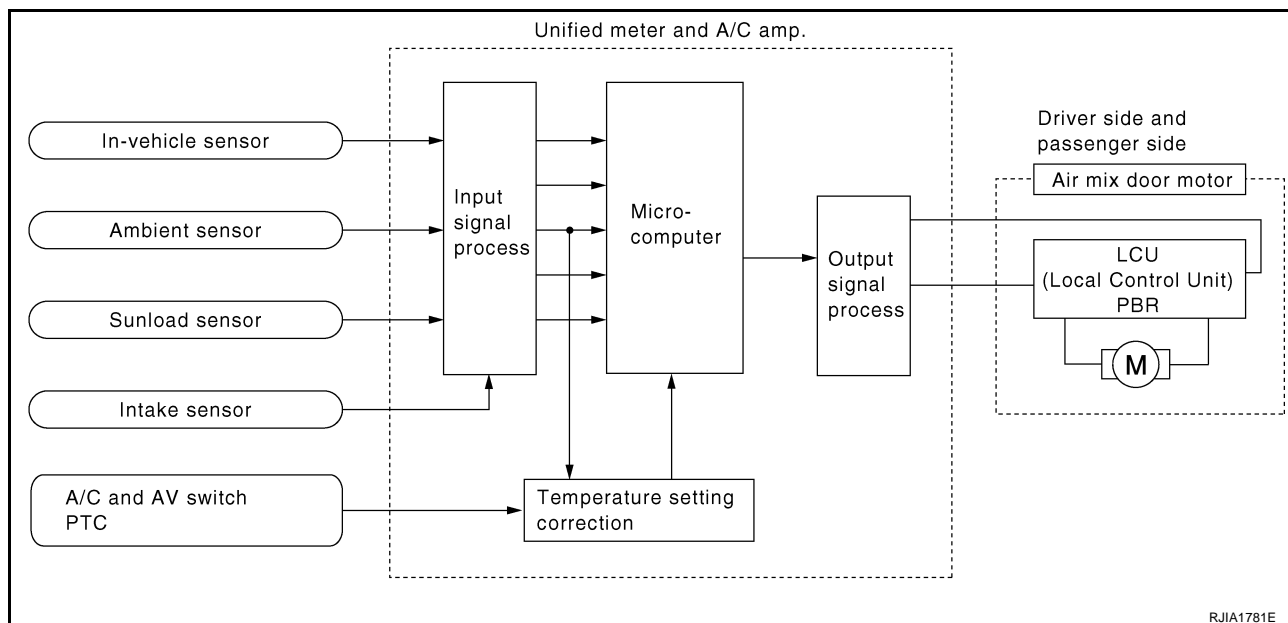 Unified meter and A/C amp.
In-vehicle sensor
Ambient sensor
Sunload sensor
Intake sensor
A/C and AV switch
PTC
Input
signal
process
Micro-
computer
Temperature setting
correction
Output
signal
process
Driver side and
passenger side
Air mix door motor
LCU
(Local Control Unit)
PBR
M
RJIA1781E